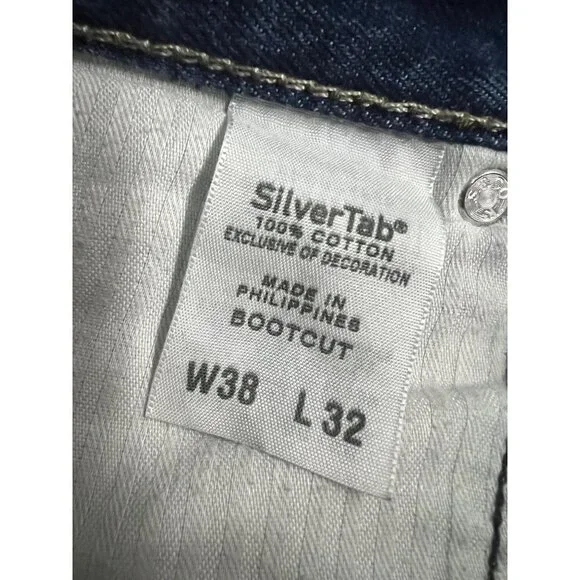 SilverTab®
100% COTTON
EXCLUSIVE OF DECORATION
MADE IN
PHILIPPINES
BOOTCUT
W38 L 32